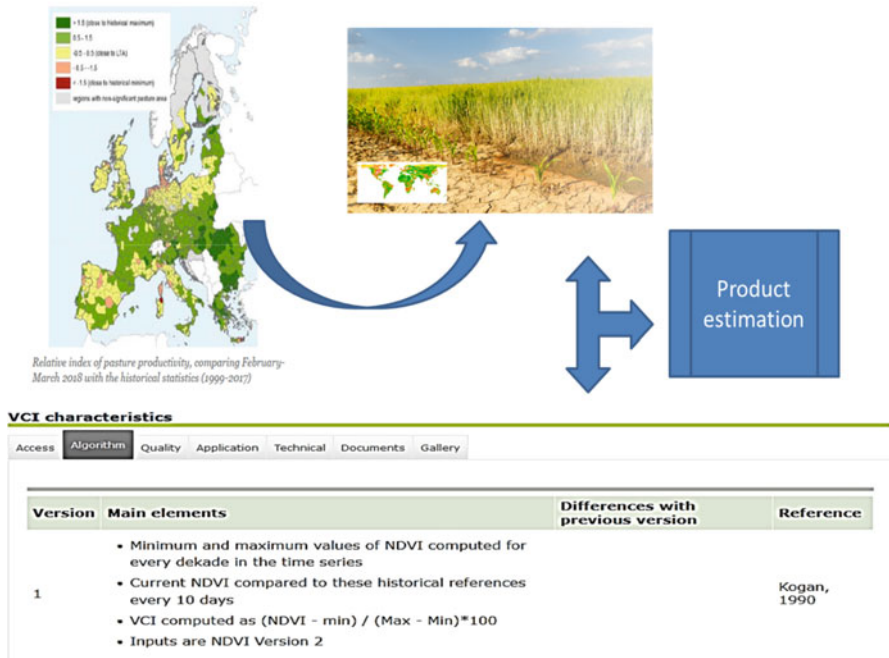 > 1.5 (close to historical maximum)
0.5 - 1.5
-0.5 - 0.5 (close to LTA)
-0.5 - -1.5
< -1.5 (close to historical minimum)
regions with non-significant pasture area
Relative index of pasture productivity, comparing February-
March 2018 with the historical statistics (1999-2017)
Product
estimation
VCI characteristics
Access Algorithm Quality Application Technical Documents Gallery
Version Main elements Differences with
previous version Reference
1
• Minimum and maximum values of NDVI computed for
every dekade in the time series
• Current NDVI compared to these historical references
every 10 days
• VCI computed as (NDVI - min) / (Max - Min)*100
• Inputs are NDVI Version 2
Kogan,
1990